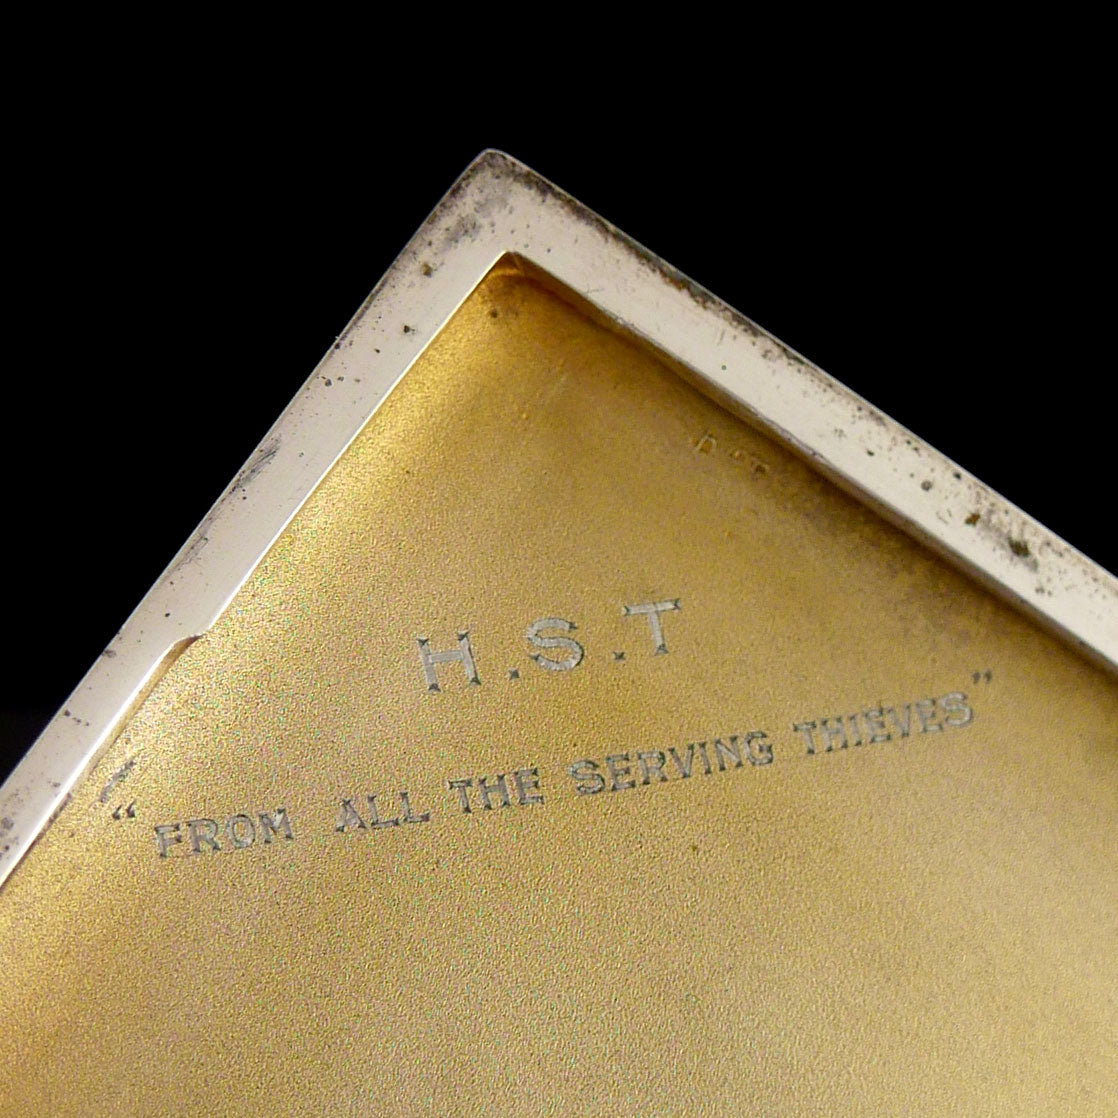 H.S.T
"FROM ALL THE SERVING THIEVES"